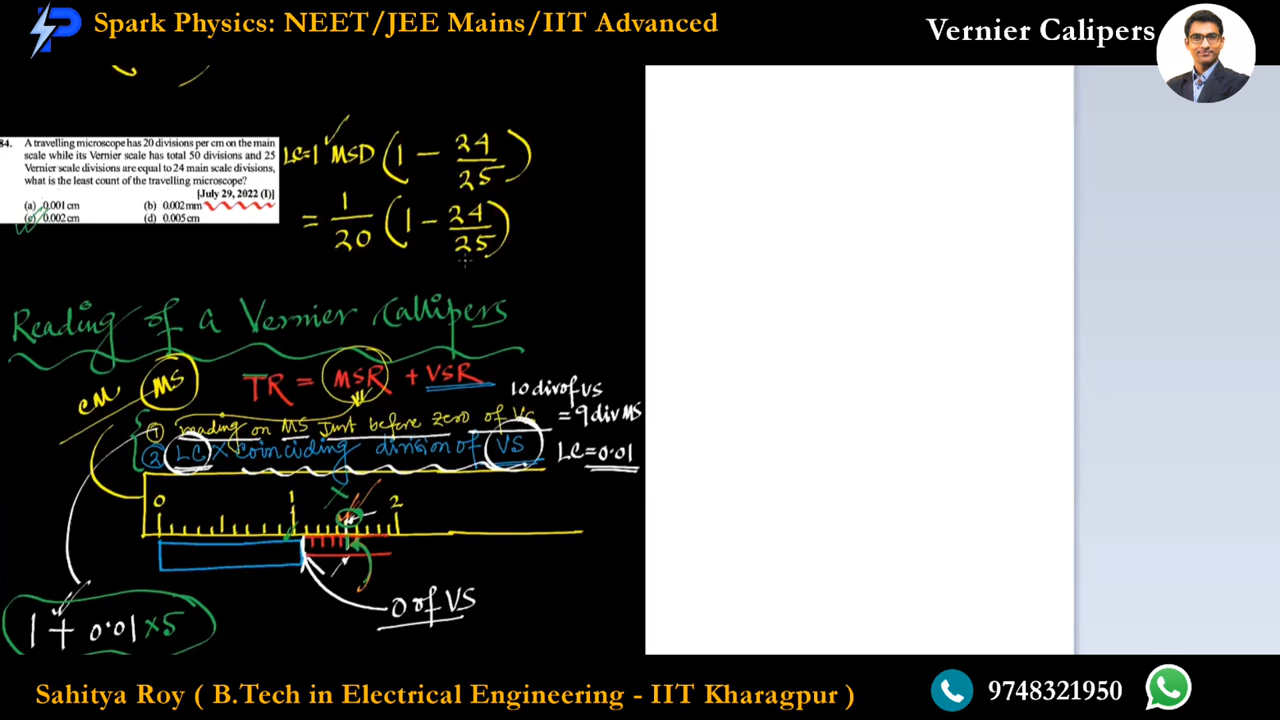 Spark Physics: NEET/JEE Mains/IIT Advanced
Vernier Calipers
84. A travelling microscope has 20 divisions per cm on the main
scale while its Vernier scale has total 50 divisions and 25
Vernier scale divisions are equal to 24 main scale divisions,
what is the least count of the travelling microscope?
[July 29, 2022 (I)]
(a) 0.001 cm (b) 0.002 mm
(c) 0.002 cm (d) 0.005 cm
LC=1 MSD (1 - 24/25)
= 1/20 (1 - 24/25)
Reading of a Vernier Callipers
cm MS TR = MSR + VSR
10 div of VS
= 9 div MS
LC=0.01
① reading on MS just before zero of VS
② LC × coinciding division of VS
0 1 2
0 of VS
1 + 0.01 × 5
Sahitya Roy ( B.Tech in Electrical Engineering - IIT Kharagpur )
9748321950